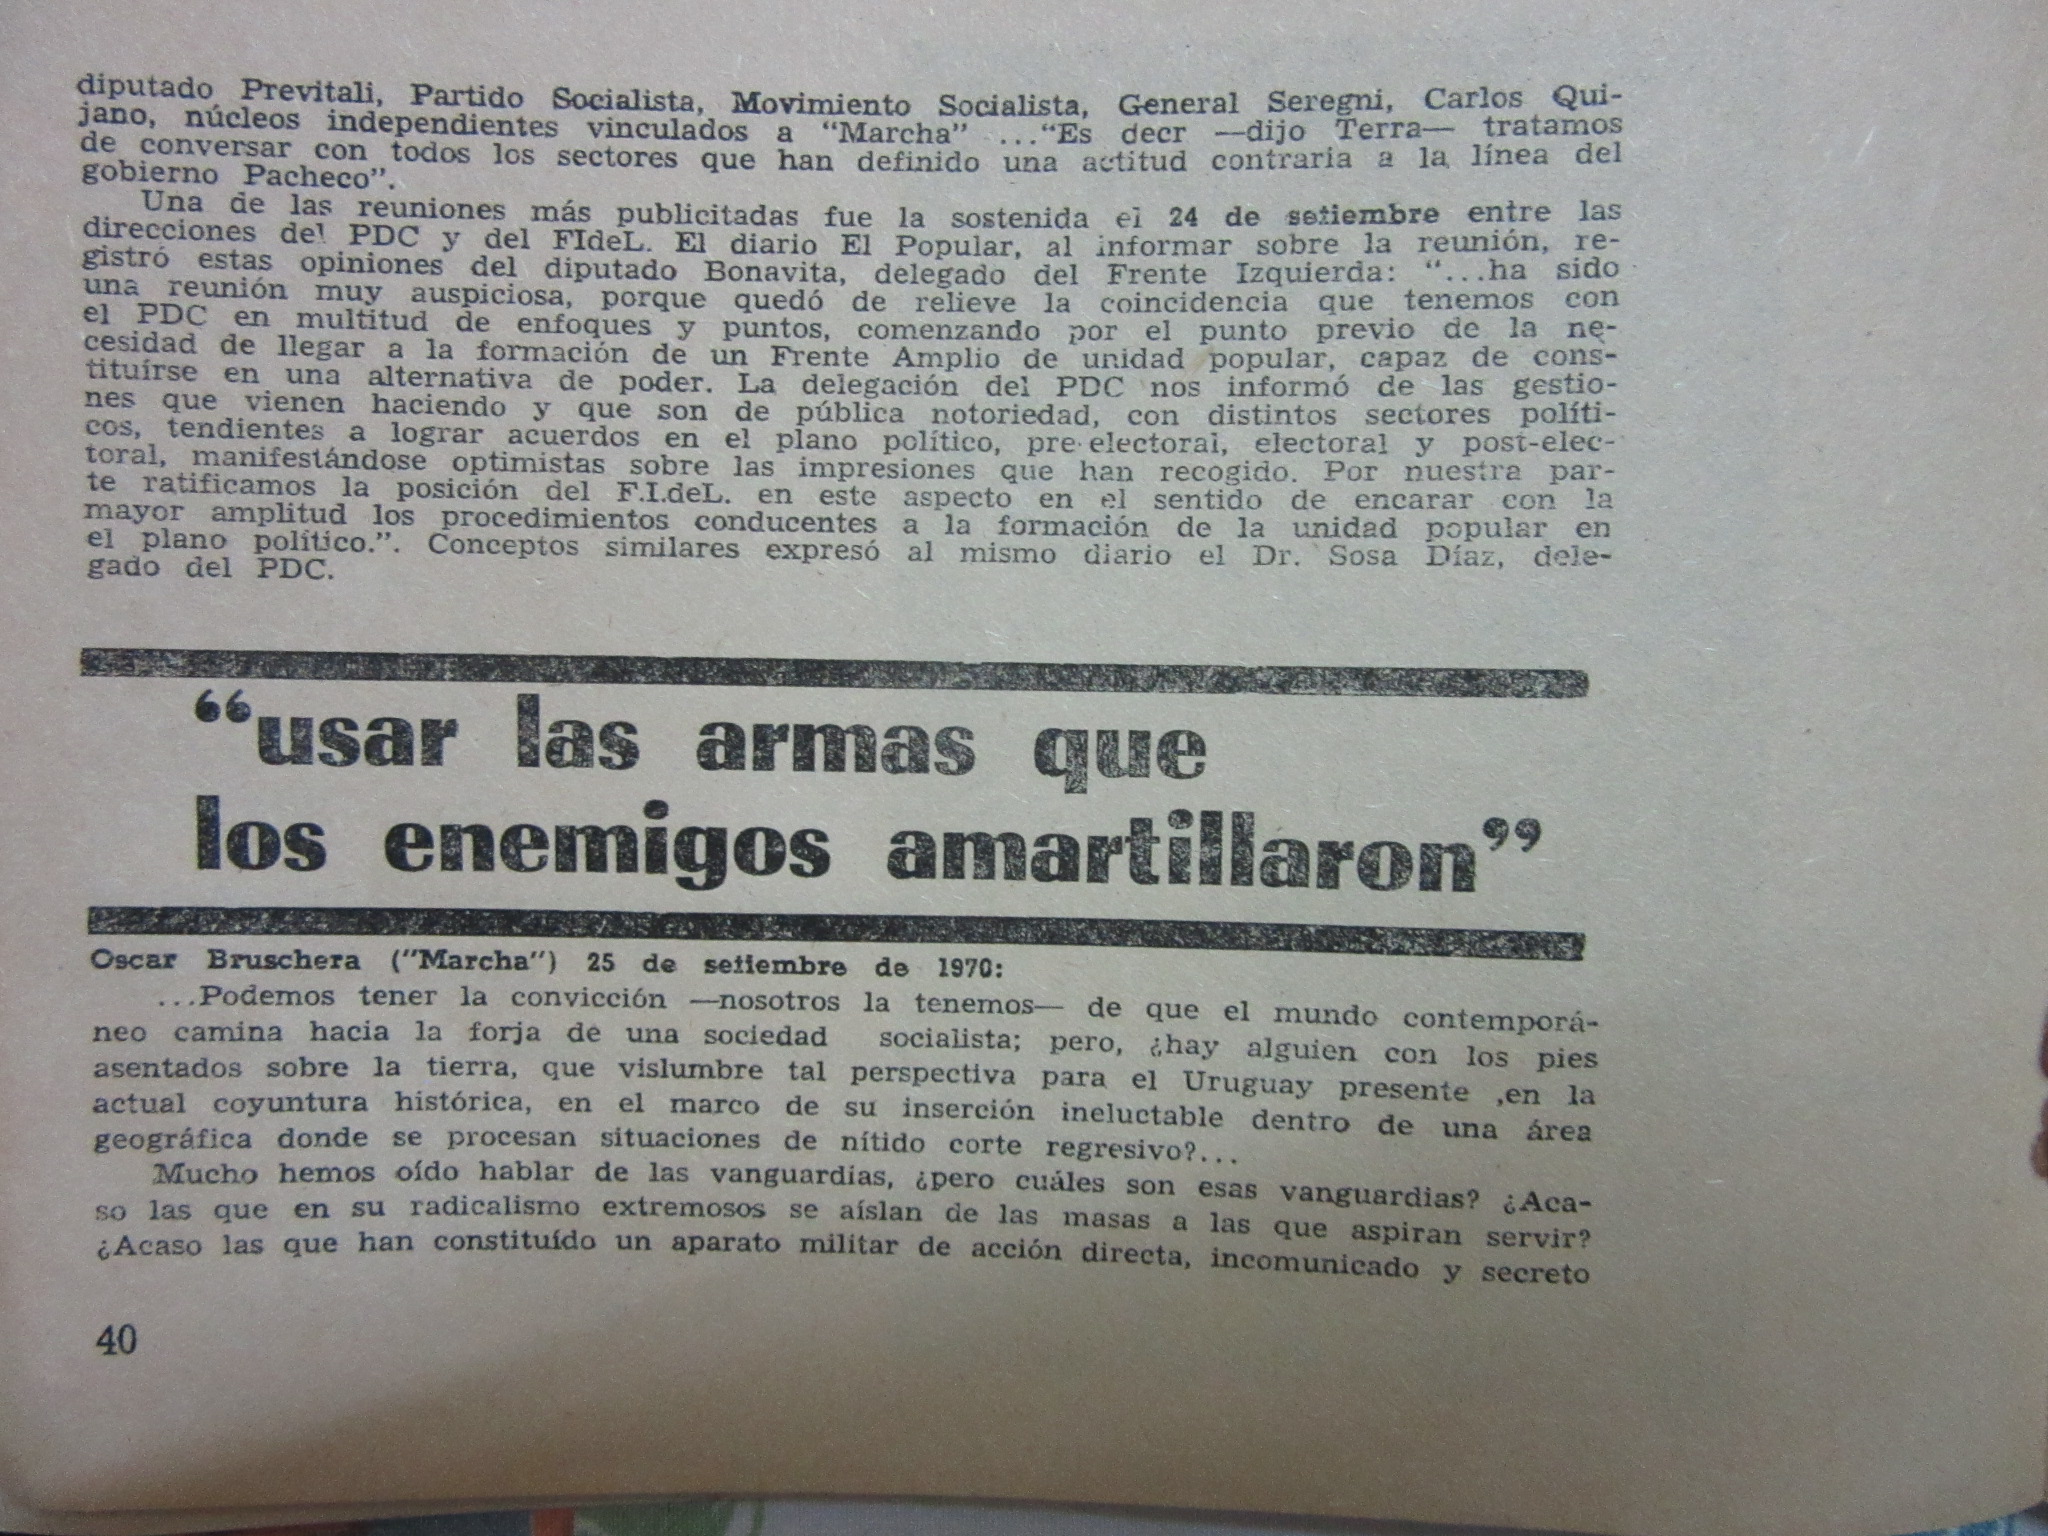 diputado Previtali, Partido Socialista, Movimiento Socialista, General Seregni, Carlos Qui-
jano, núcleos independientes vinculados a “Marcha” ...“Es decr —dijo Terra— tratamos
de conversar con todos los sectores que han definido una actitud contraria a la línea del
gobierno Pacheco”.
Una de las reuniones más publicitadas fue la sostenida el 24 de setiembre entre las
direcciones del PDC y del FIdeL. El diario El Popular, al informar sobre la reunión, re-
gistró estas opiniones del diputado Bonavita, delegado del Frente Izquierda: “...ha sido
una reunión muy auspiciosa, porque quedó de relieve la coincidencia que tenemos con
el PDC en multitud de enfoques y puntos, comenzando por el punto previo de la ne-
cesidad de llegar a la formación de un Frente Amplio de unidad popular, capaz de cons-
tituírse en una alternativa de poder. La delegación del PDC nos informó de las gestio-
nes que vienen haciendo y que son de pública notoriedad, con distintos sectores políti-
cos, tendientes a lograr acuerdos en el plano político, pre-electoral, electoral y post-elec-
toral, manifestándose optimistas sobre las impresiones que han recogido. Por nuestra par-
te ratificamos la posición del F.I.deL. en este aspecto en el sentido de encarar con la
mayor amplitud los procedimientos conducentes a la formación de la unidad popular en
el plano político.”. Conceptos similares expresó al mismo diario el Dr. Sosa Díaz, dele-
gado del PDC.
“usar las armas que
los enemigos amartillaron”
Oscar Bruschera ("Marcha") 25 de setiembre de 1970:
...Podemos tener la convicción —nosotros la tenemos— de que el mundo contemporá-
neo camina hacia la forja de una sociedad socialista; pero, ¿hay alguien con los pies
asentados sobre la tierra, que vislumbre tal perspectiva para el Uruguay presente ,en la
actual coyuntura histórica, en el marco de su inserción ineluctable dentro de una área
geográfica donde se procesan situaciones de nítido corte regresivo?...
Mucho hemos oído hablar de las vanguardias, ¿pero cuáles son esas vanguardias? ¿Aca-
so las que en su radicalismo extremosos se aíslan de las masas a las que aspiran servir?
¿Acaso las que han constituído un aparato militar de acción directa, incomunicado y secreto
40